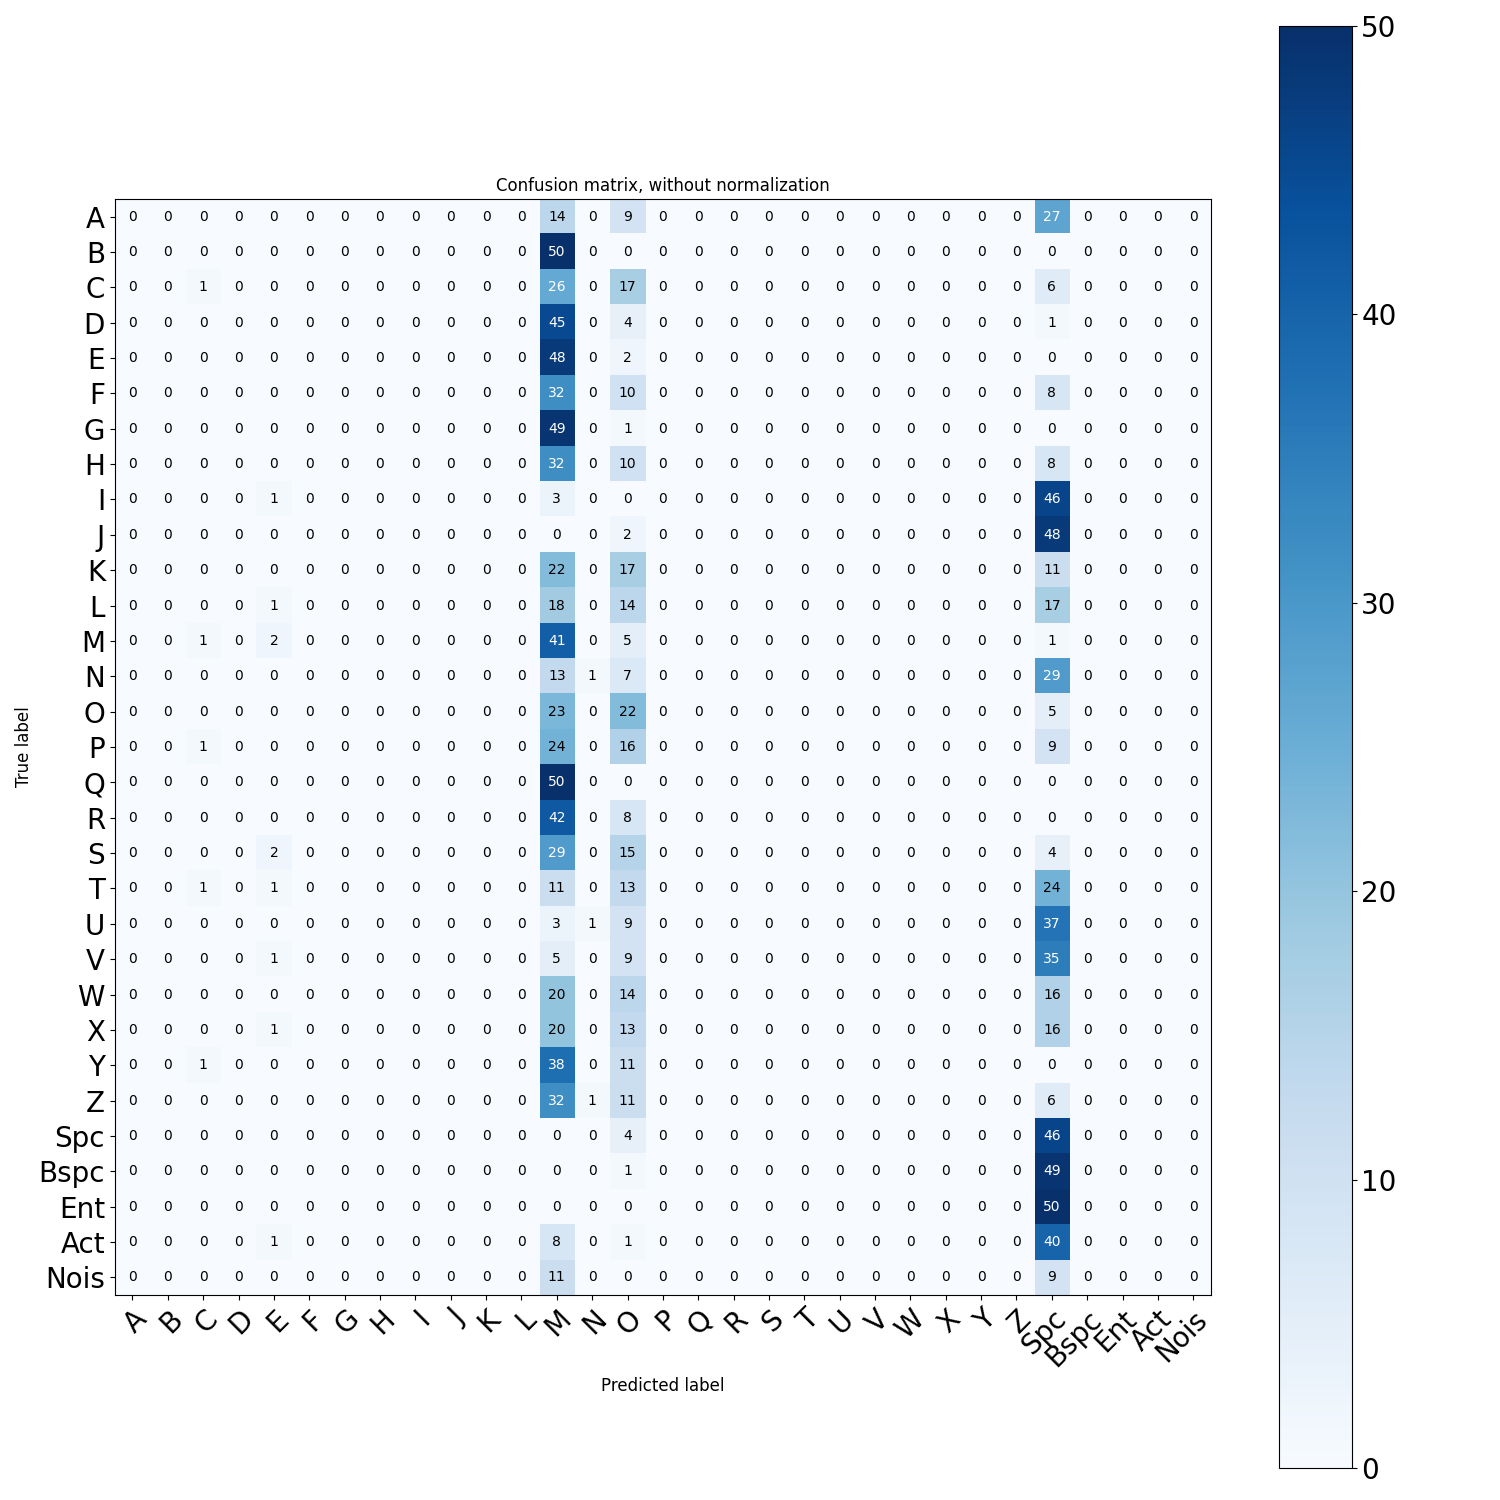 Confusion matrix, without normalization
A 0 0 0 0 0 0 0 0 0 0 0 0 14 0 9 0 0 0 0 0 0 0 0 0 0 0 27 0 0 0 0
B 0 0 0 0 0 0 0 0 0 0 0 0 50 0 0 0 0 0 0 0 0 0 0 0 0 0 0 0 0 0 0
C 0 0 1 0 0 0 0 0 0 0 0 0 26 0 17 0 0 0 0 0 0 0 0 0 0 0 6 0 0 0 0
D 0 0 0 0 0 0 0 0 0 0 0 0 45 0 4 0 0 0 0 0 0 0 0 0 0 0 1 0 0 0 0
E 0 0 0 0 0 0 0 0 0 0 0 0 48 0 2 0 0 0 0 0 0 0 0 0 0 0 0 0 0 0 0
F 0 0 0 0 0 0 0 0 0 0 0 0 32 0 10 0 0 0 0 0 0 0 0 0 0 0 8 0 0 0 0
G 0 0 0 0 0 0 0 0 0 0 0 0 49 0 1 0 0 0 0 0 0 0 0 0 0 0 0 0 0 0 0
H 0 0 0 0 0 0 0 0 0 0 0 0 32 0 10 0 0 0 0 0 0 0 0 0 0 0 8 0 0 0 0
I 0 0 0 0 1 0 0 0 0 0 0 0 3 0 0 0 0 0 0 0 0 0 0 0 0 0 46 0 0 0 0
J 0 0 0 0 0 0 0 0 0 0 0 0 0 0 2 0 0 0 0 0 0 0 0 0 0 0 48 0 0 0 0
K 0 0 0 0 0 0 0 0 0 0 0 0 22 0 17 0 0 0 0 0 0 0 0 0 0 0 11 0 0 0 0
L 0 0 0 0 1 0 0 0 0 0 0 0 18 0 14 0 0 0 0 0 0 0 0 0 0 0 17 0 0 0 0
M 0 0 1 0 2 0 0 0 0 0 0 0 41 0 5 0 0 0 0 0 0 0 0 0 0 0 1 0 0 0 0
N 0 0 0 0 0 0 0 0 0 0 0 0 13 1 7 0 0 0 0 0 0 0 0 0 0 0 29 0 0 0 0
O 0 0 0 0 0 0 0 0 0 0 0 0 23 0 22 0 0 0 0 0 0 0 0 0 0 0 5 0 0 0 0
P 0 0 1 0 0 0 0 0 0 0 0 0 24 0 16 0 0 0 0 0 0 0 0 0 0 0 9 0 0 0 0
Q 0 0 0 0 0 0 0 0 0 0 0 0 50 0 0 0 0 0 0 0 0 0 0 0 0 0 0 0 0 0 0
R 0 0 0 0 0 0 0 0 0 0 0 0 42 0 8 0 0 0 0 0 0 0 0 0 0 0 0 0 0 0 0
S 0 0 0 0 2 0 0 0 0 0 0 0 29 0 15 0 0 0 0 0 0 0 0 0 0 0 4 0 0 0 0
T 0 0 1 0 1 0 0 0 0 0 0 0 11 0 13 0 0 0 0 0 0 0 0 0 0 0 24 0 0 0 0
U 0 0 0 0 0 0 0 0 0 0 0 0 3 1 9 0 0 0 0 0 0 0 0 0 0 0 37 0 0 0 0
V 0 0 0 0 1 0 0 0 0 0 0 0 5 0 9 0 0 0 0 0 0 0 0 0 0 0 35 0 0 0 0
W 0 0 0 0 0 0 0 0 0 0 0 0 20 0 14 0 0 0 0 0 0 0 0 0 0 0 16 0 0 0 0
X 0 0 0 0 1 0 0 0 0 0 0 0 20 0 13 0 0 0 0 0 0 0 0 0 0 0 16 0 0 0 0
Y 0 0 1 0 0 0 0 0 0 0 0 0 38 0 11 0 0 0 0 0 0 0 0 0 0 0 0 0 0 0 0
Z 0 0 0 0 0 0 0 0 0 0 0 0 32 1 11 0 0 0 0 0 0 0 0 0 0 0 6 0 0 0 0
Spc 0 0 0 0 0 0 0 0 0 0 0 0 0 0 4 0 0 0 0 0 0 0 0 0 0 0 46 0 0 0 0
Bspc 0 0 0 0 0 0 0 0 0 0 0 0 0 0 1 0 0 0 0 0 0 0 0 0 0 0 49 0 0 0 0
Ent 0 0 0 0 0 0 0 0 0 0 0 0 0 0 0 0 0 0 0 0 0 0 0 0 0 0 50 0 0 0 0
Act 0 0 0 0 1 0 0 0 0 0 0 0 8 0 1 0 0 0 0 0 0 0 0 0 0 0 40 0 0 0 0
Nois 0 0 0 0 0 0 0 0 0 0 0 0 11 0 0 0 0 0 0 0 0 0 0 0 0 0 9 0 0 0 0
A B C D E F G H I J K L M N O P Q R S T U V W X Y Z Spc Bspc Ent Act Nois
Predicted label
True label
50
40
30
20
10
0